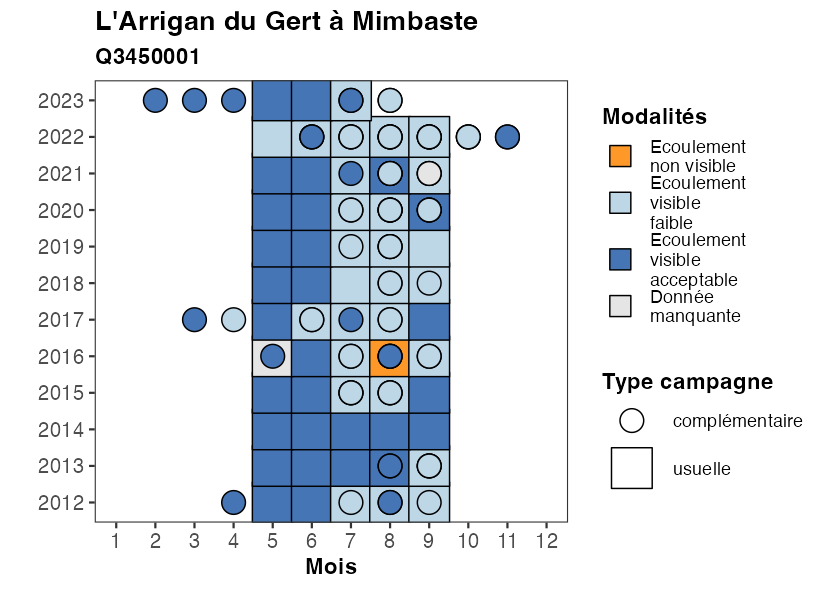 L'Arrigan du Gert à Mimbaste
Q3450001
2023
2022
2021
2020
2019
2018
2017
2016
2015
2014
2013
2012
1 2 3 4 5 6 7 8 9 10 11 12
Mois
Modalités
Ecoulement
non visible
Ecoulement
visible
faible
Ecoulement
visible
acceptable
Donnée
manquante
Type campagne
complémentaire
usuelle